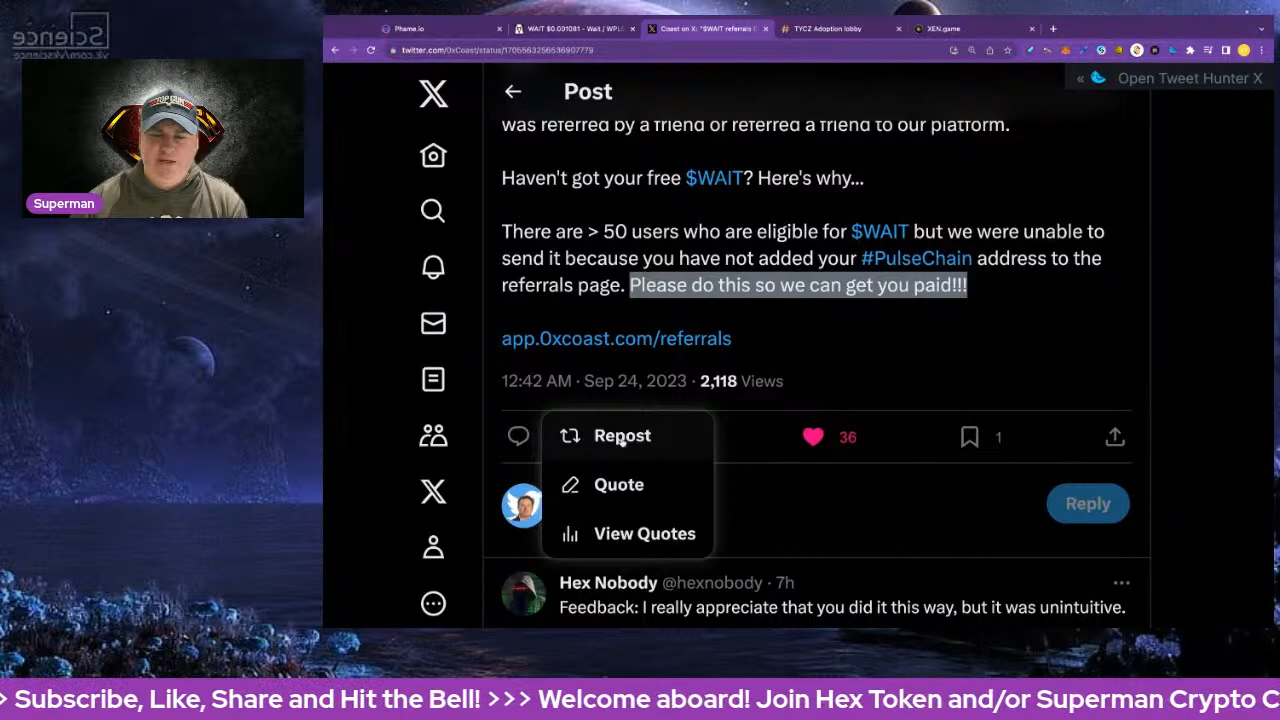 Science
vk.com/vkscience
Superman
Phame.io
WAIT $0.001081 - Wait / WPLS
Coast on X: "$WAIT referrals
TYCZ Adoption lobby
XEN.game
twitter.com/0xCoast/status/1705563256536907779
« Open Tweet Hunter X
Post
was referred by a friend or referred a friend to our platform.
Haven't got your free $WAIT? Here's why...
There are > 50 users who are eligible for $WAIT but we were unable to
send it because you have not added your #PulseChain address to the
referrals page. Please do this so we can get you paid!!!
app.0xcoast.com/referrals
12:42 AM · Sep 24, 2023 · 2,118 Views
Repost
36
1
Quote
View Quotes
Reply
Hex Nobody @hexnobody · 7h
Feedback: I really appreciate that you did it this way, but it was unintuitive.
> Subscribe, Like, Share and Hit the Bell! >>> Welcome aboard! Join Hex Token and/or Superman Crypto C